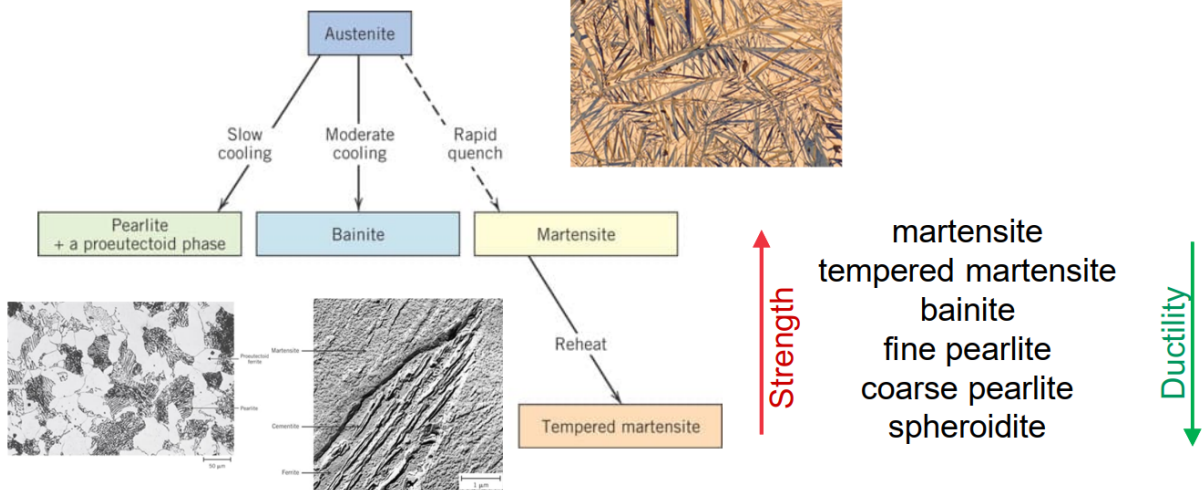 Austenite
Slow
cooling
Moderate
cooling
Rapid
quench
Pearlite
+ a proeutectoid phase
Bainite
Martensite
Reheat
Tempered martensite
Proeutectoid
ferrite
Pearlite
50 μm
Martensite
Cementite
Ferrite
1 μm
Strength
martensite
tempered martensite
bainite
fine pearlite
coarse pearlite
spheroidite
Ductility